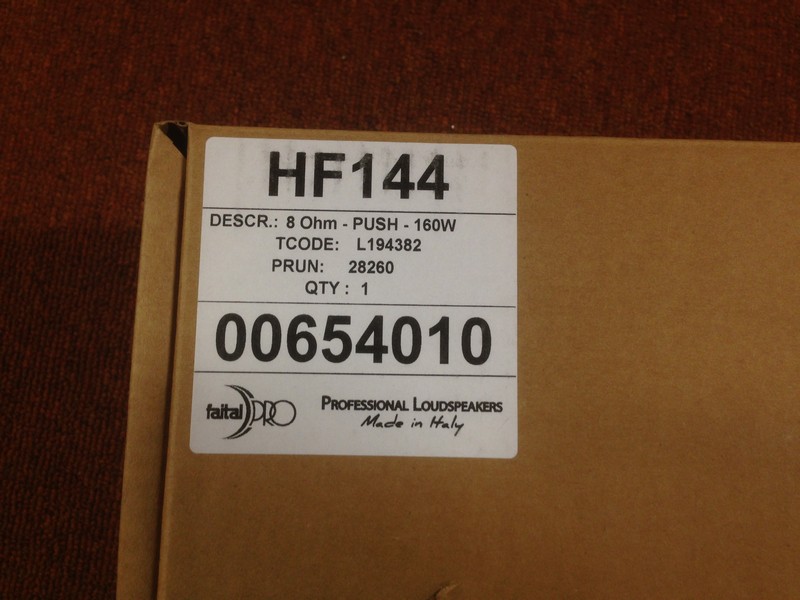 HF144
DESCR.: 8 Ohm - PUSH - 160W
TCODE: L194382
PRUN: 28260
QTY : 1
00654010
faital PRO
PROFESSIONAL LOUDSPEAKERS
Made in Italy